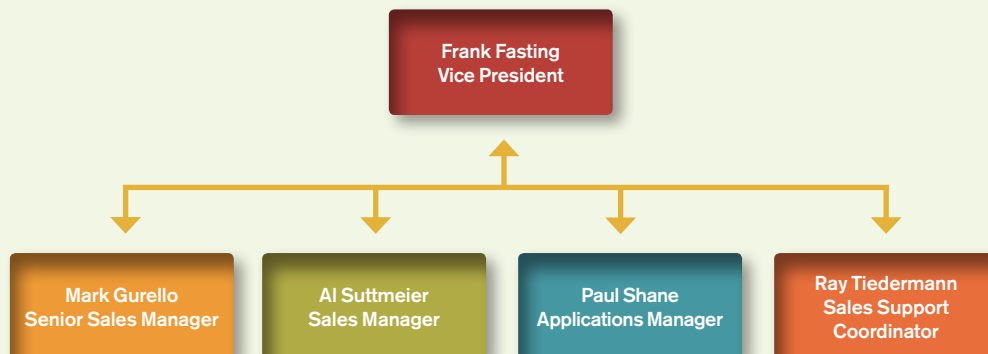 Frank Fasting
Vice President
Mark Gurello
Senior Sales Manager
Al Suttmeier
Sales Manager
Paul Shane
Applications Manager
Ray Tiedermann
Sales Support
Coordinator